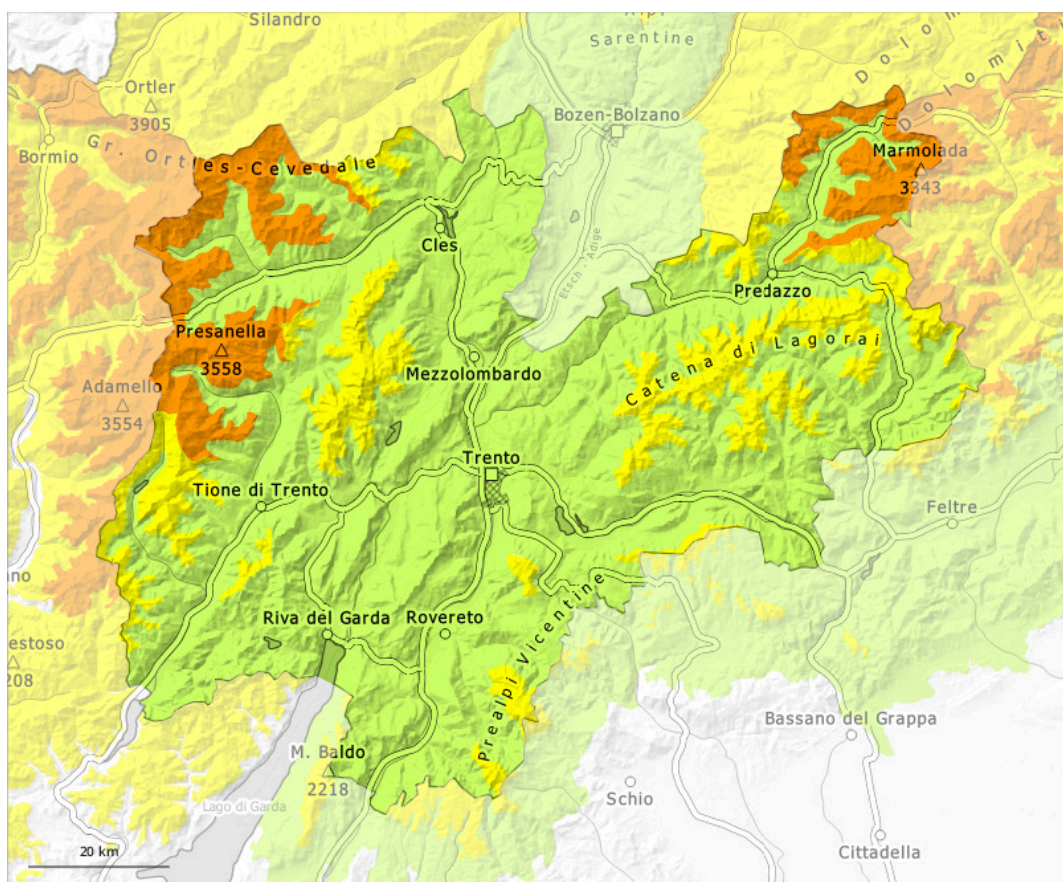 Silandro
Sarentine
Dolom
Dolomiti
Ortler
3905
Bozen-Bolzano
Bormio
Gr. Ortles-Cevedale
Marmolada
3343
Cles
Etsch - Adige
Predazzo
Presanella
3558
Catena di Lagorai
Mezzolombardo
Adamello
3554
Trento
Tione di Trento
Feltre
Riva del Garda
Rovereto
Prealpi Vicentine
M. Baldo
2218
Bassano del Grappa
Lago di Garda
Schio
20 km
Cittadella